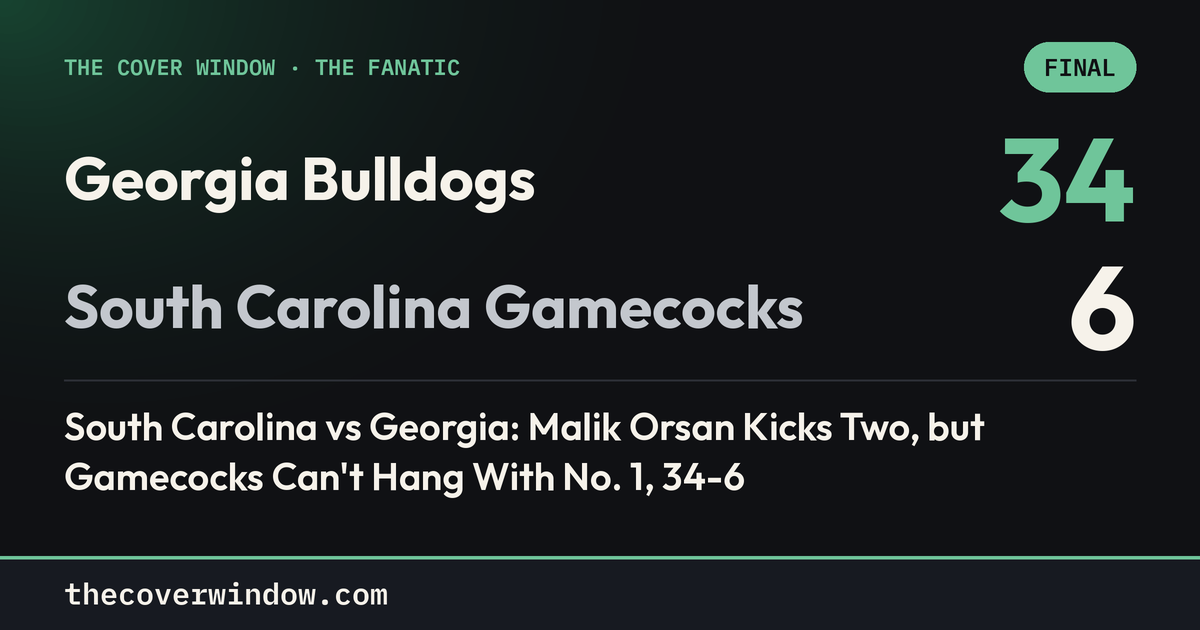 THE COVER WINDOW · THE FANATIC
FINAL
Georgia Bulldogs 34
South Carolina Gamecocks 6
South Carolina vs Georgia: Malik Orsan Kicks Two, but
Gamecocks Can't Hang With No. 1, 34-6
thecoverwindow.com